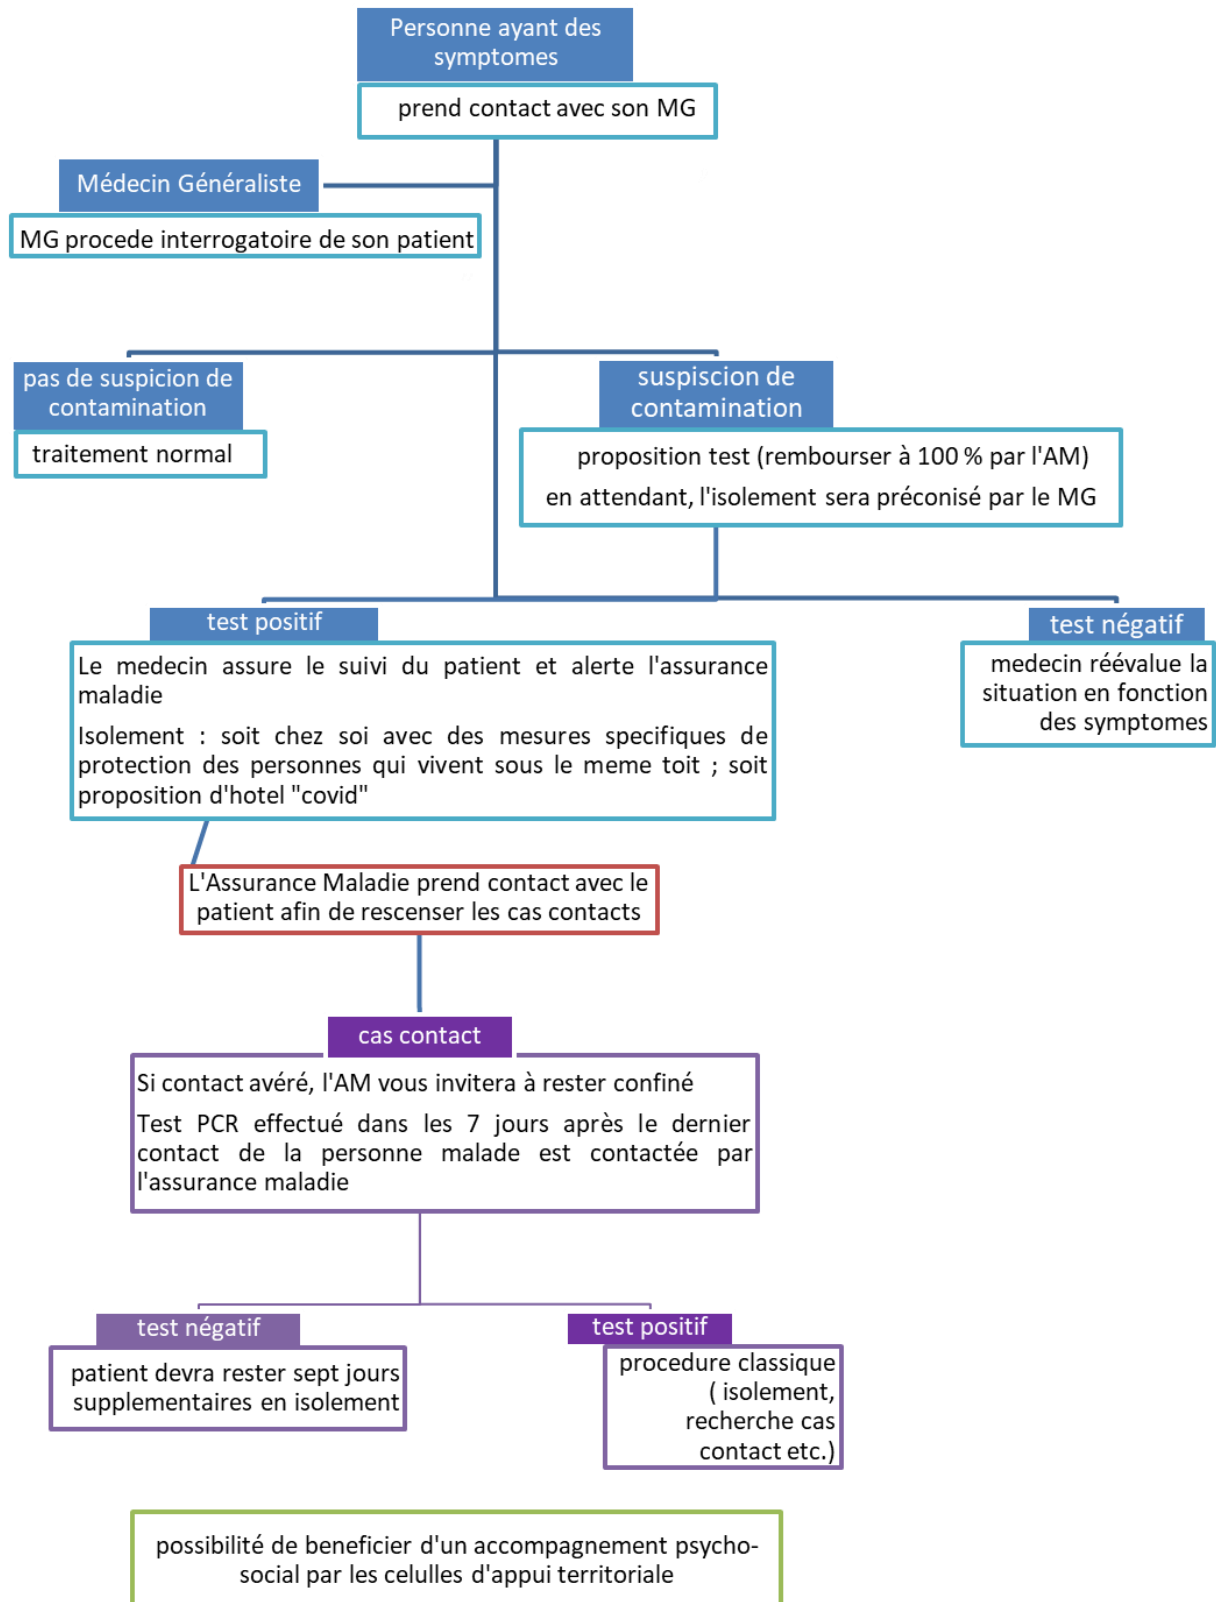 Personne ayant des
symptomes
prend contact avec son MG
Médecin Généraliste
MG procede interrogatoire de son patient
pas de suspicion de
contamination
traitement normal
suspiscion de
contamination
proposition test (rembourser à 100 % par l'AM)
en attendant, l'isolement sera préconisé par le MG
test positif
Le medecin assure le suivi du patient et alerte l'assurance
maladie
Isolement : soit chez soi avec des mesures specifiques de
protection des personnes qui vivent sous le meme toit ; soit
proposition d'hotel "covid"
test négatif
medecin réévalue la
situation en fonction
des symptomes
L'Assurance Maladie prend contact avec le
patient afin de rescenser les cas contacts
cas contact
Si contact avéré, l'AM vous invitera à rester confiné
Test PCR effectué dans les 7 jours après le dernier
contact de la personne malade est contactée par
l'assurance maladie
test négatif
patient devra rester sept jours
supplementaires en isolement
test positif
procedure classique
( isolement,
recherche cas
contact etc.)
possibilité de beneficier d'un accompagnement psycho-
social par les celulles d'appui territoriale